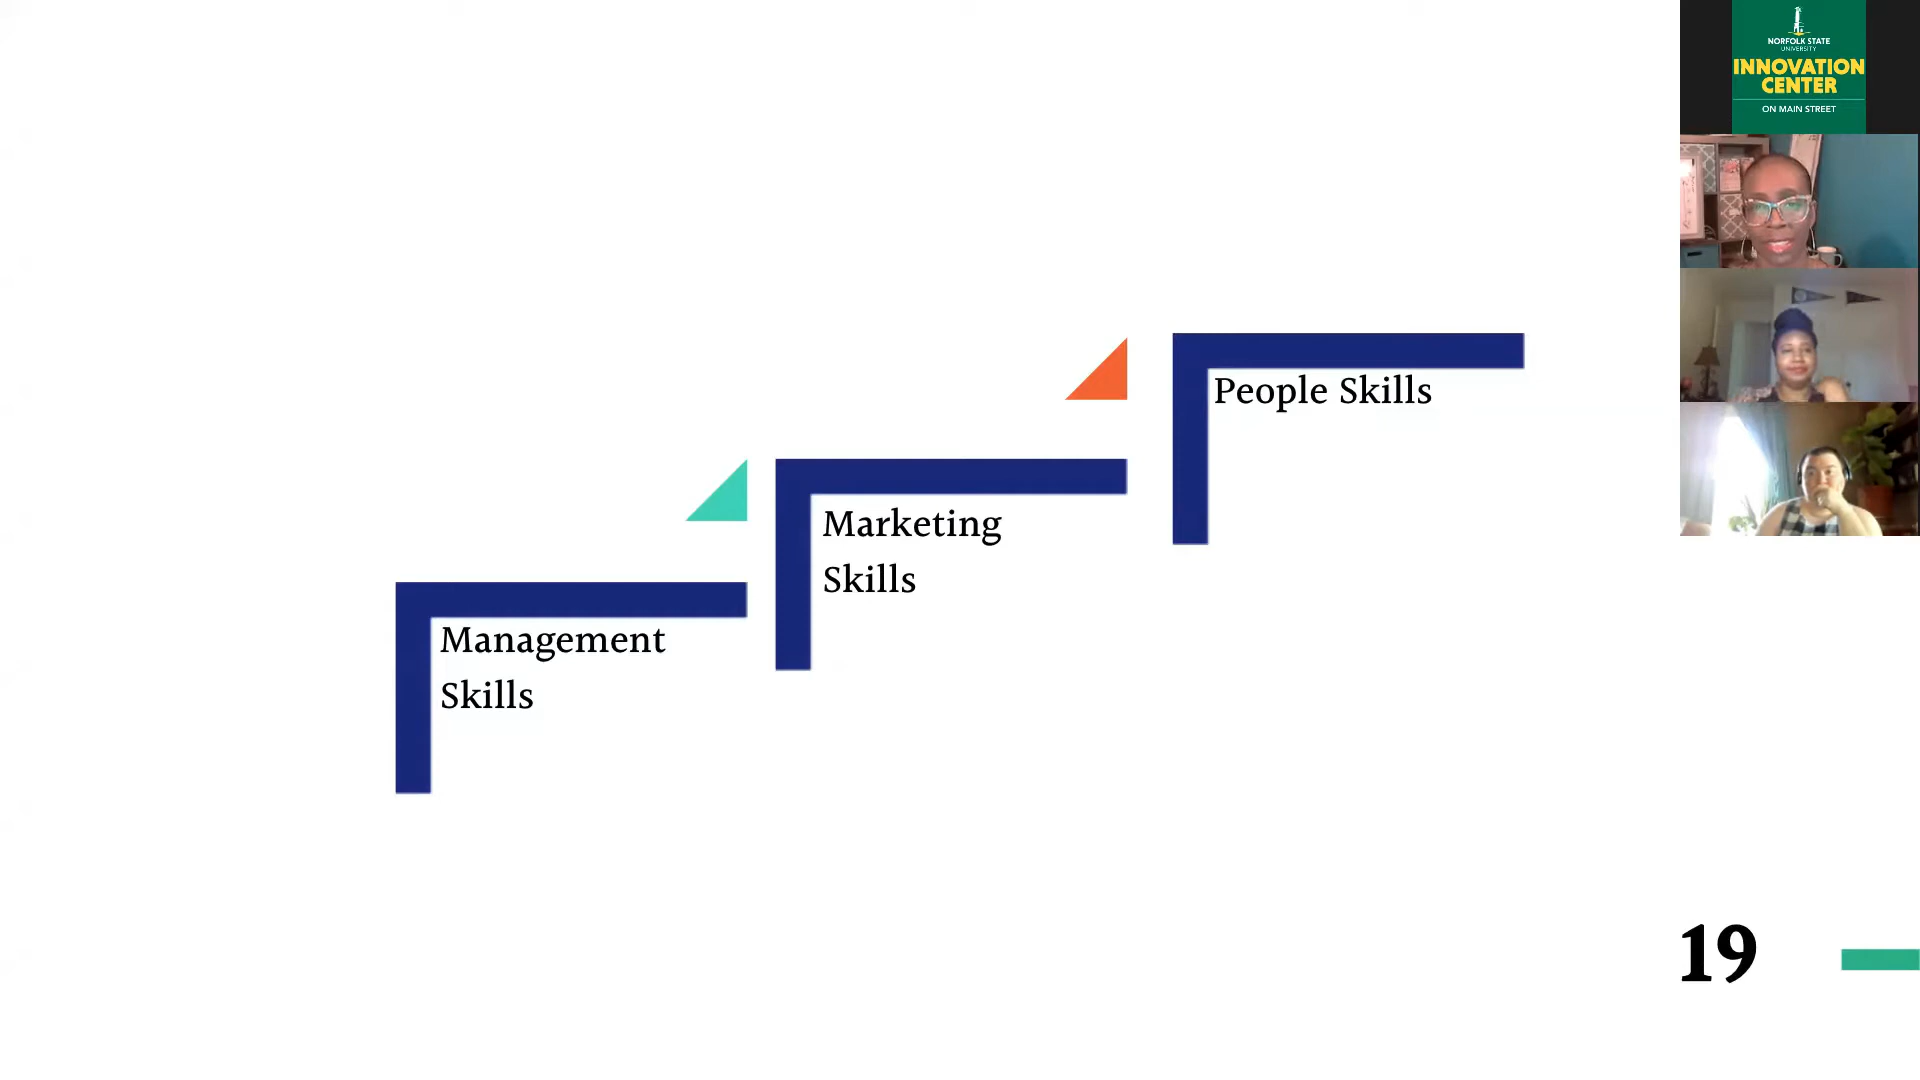 NORFOLK STATE
UNIVERSITY
INNOVATION
CENTER
ON MAIN STREET
People Skills
Marketing
Skills
Management
Skills
19